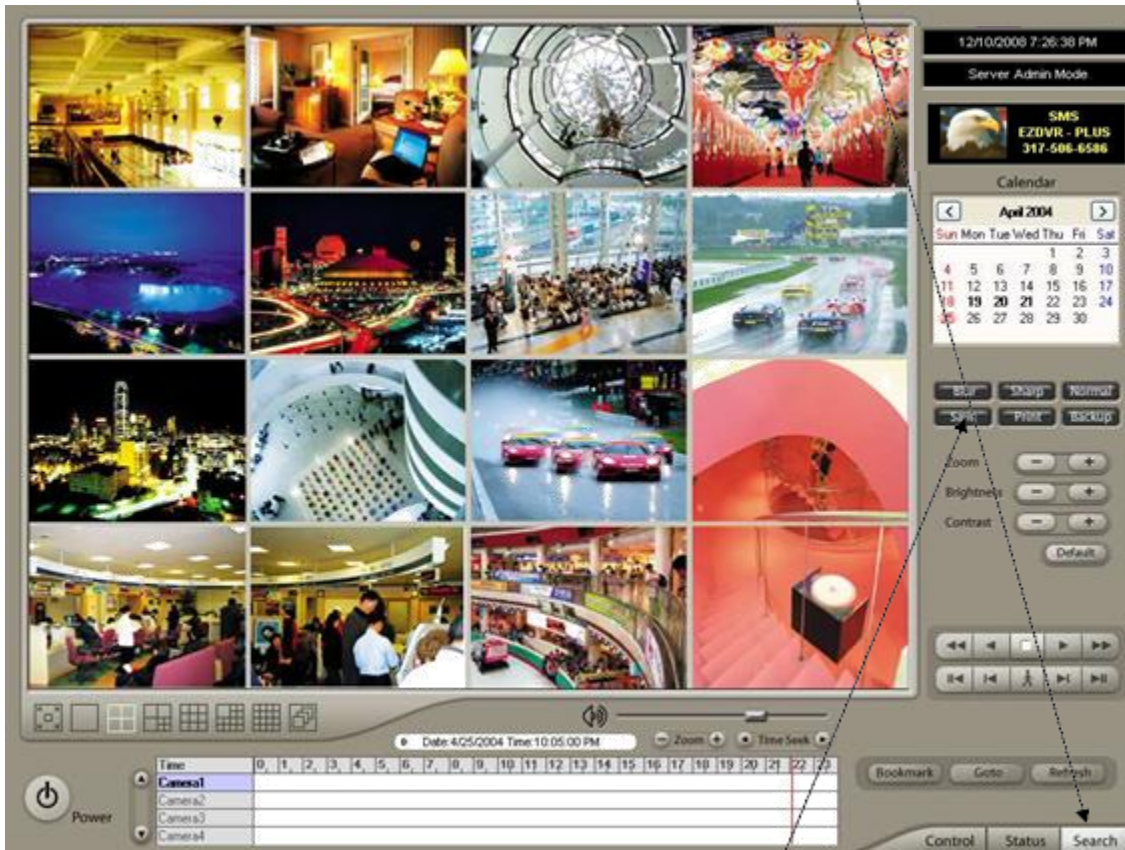 12/10/2008 7:26:38 PM
Server Admin Mode
SMS
EZDVR - PLUS
317-506-6586
Calendar
April 2004
Sun Mon Tue Wed Thu Fri Sat
1 2 3
4 5 6 7 8 9 10
11 12 13 14 15 16 17
18 19 20 21 22 23 24
25 26 27 28 29 30
Blur Sharp Normal
Save Print Backup
Zoom - +
Brightness - +
Contrast - +
Default
Date:4/25/2004 Time:10:05:00 PM
- Zoom +
Time Seek
Time 0, 1, 2, 3, 4, 5, 6, 7, 8, 9, 10 11 12 13 14 15 16 17 18 19 20 21 22 23
Camera1
Camera2
Camera3
Camera4
Bookmark Goto Refresh
Power
Control Status Search